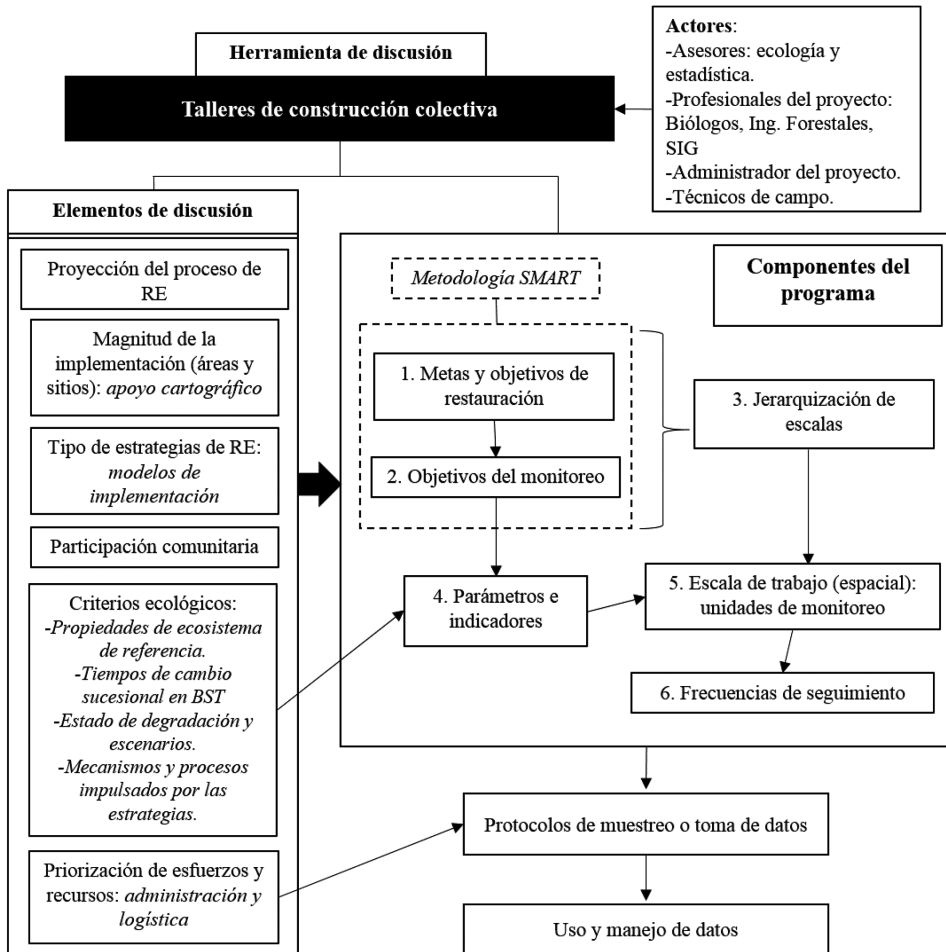 Herramienta de discusión
Talleres de construcción colectiva
Actores:
-Asesores: ecología y
estadística.
-Profesionales del proyecto:
Biólogos, Ing. Forestales,
SIG
-Administrador del proyecto.
-Técnicos de campo.
Elementos de discusión
Proyección del proceso de
RE
Magnitud de la
implementación (áreas y
sitios): apoyo cartográfico
Tipo de estrategias de RE:
modelos de
implementación
Participación comunitaria
Criterios ecológicos:
-Propiedades de ecosistema
de referencia.
-Tiempos de cambio
sucesional en BST
-Estado de degradación y
escenarios.
-Mecanismos y procesos
impulsados por las
estrategias.
Priorización de esfuerzos y
recursos: administración y
logística
Metodología SMART
Componentes del
programa
1. Metas y objetivos de
restauración
2. Objetivos del monitoreo
3. Jerarquización de
escalas
4. Parámetros e
indicadores
5. Escala de trabajo (espacial):
unidades de monitoreo
6. Frecuencias de seguimiento
Protocolos de muestreo o toma de datos
Uso y manejo de datos